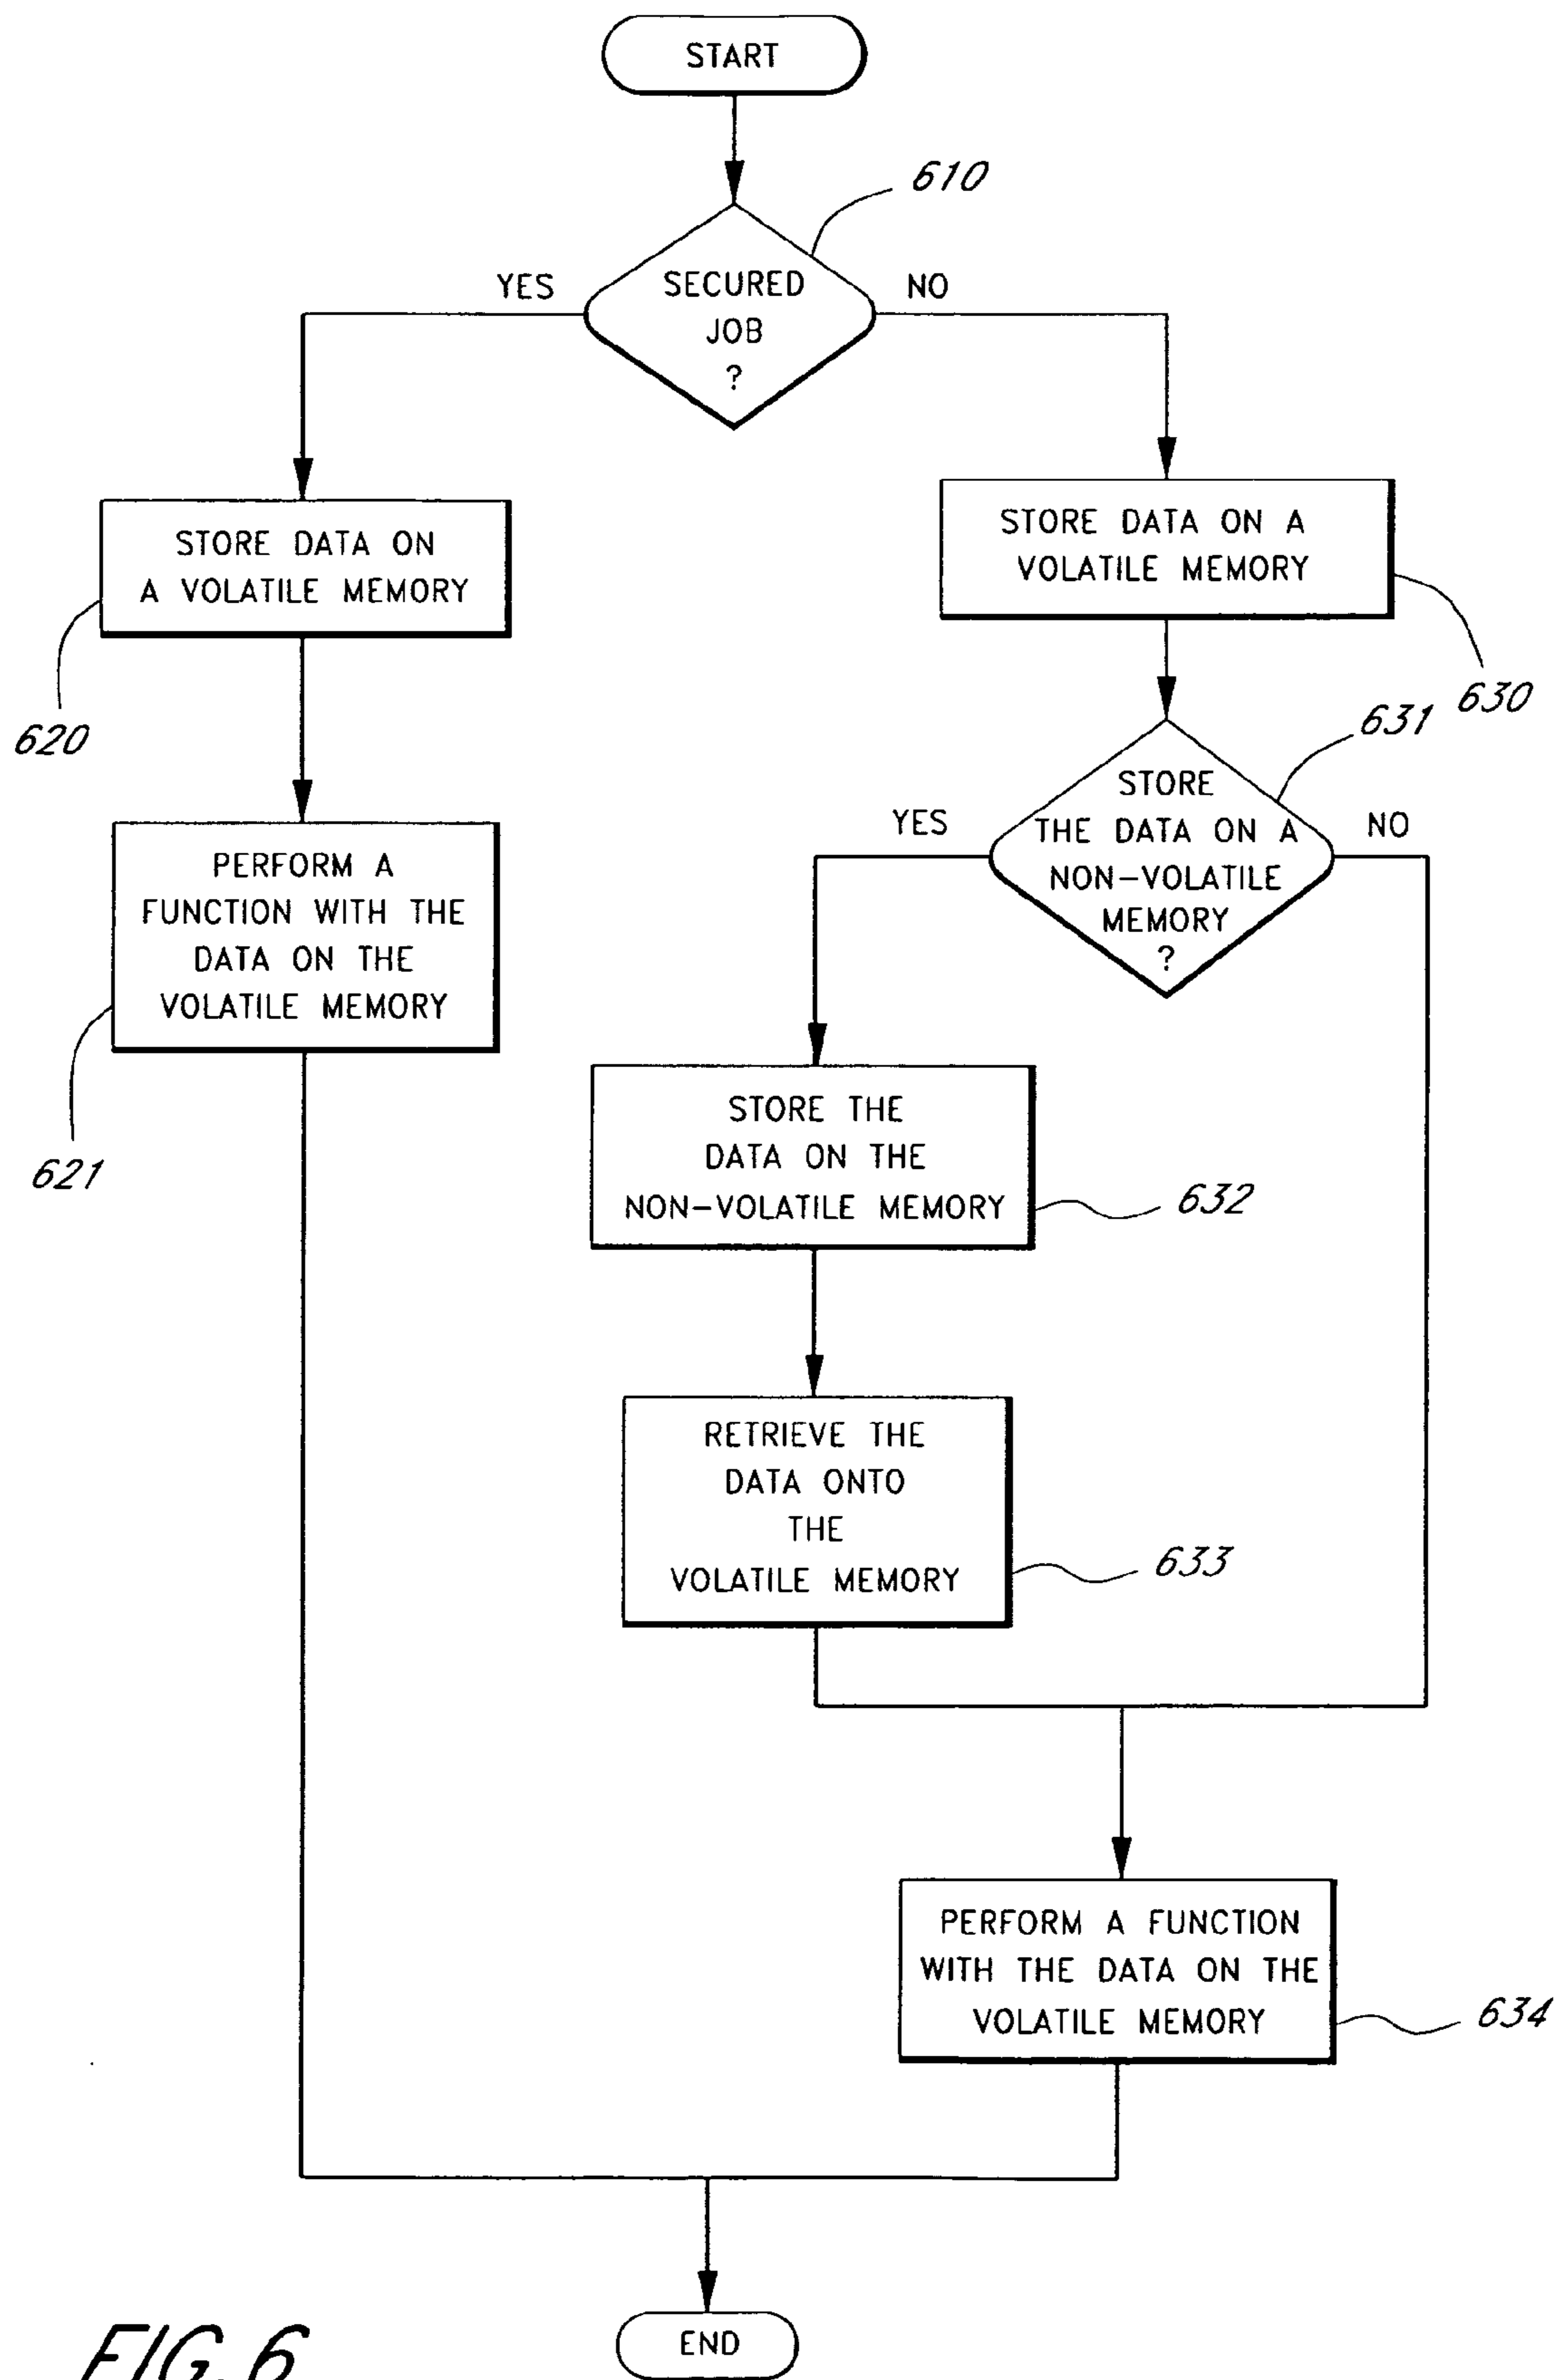 START
610
YES
SECURED
JOB
?
NO
STORE DATA ON
A VOLATILE MEMORY
620
STORE DATA ON A
VOLATILE MEMORY
630
631
YES
STORE
THE DATA ON A
NON-VOLATILE
MEMORY
?
NO
PERFORM A
FUNCTION WITH THE
DATA ON THE
VOLATILE MEMORY
621
STORE THE
DATA ON THE
NON-VOLATILE MEMORY
632
RETRIEVE THE
DATA ONTO
THE
VOLATILE MEMORY
633
PERFORM A FUNCTION
WITH THE DATA ON THE
VOLATILE MEMORY
634
END
FIG. 6